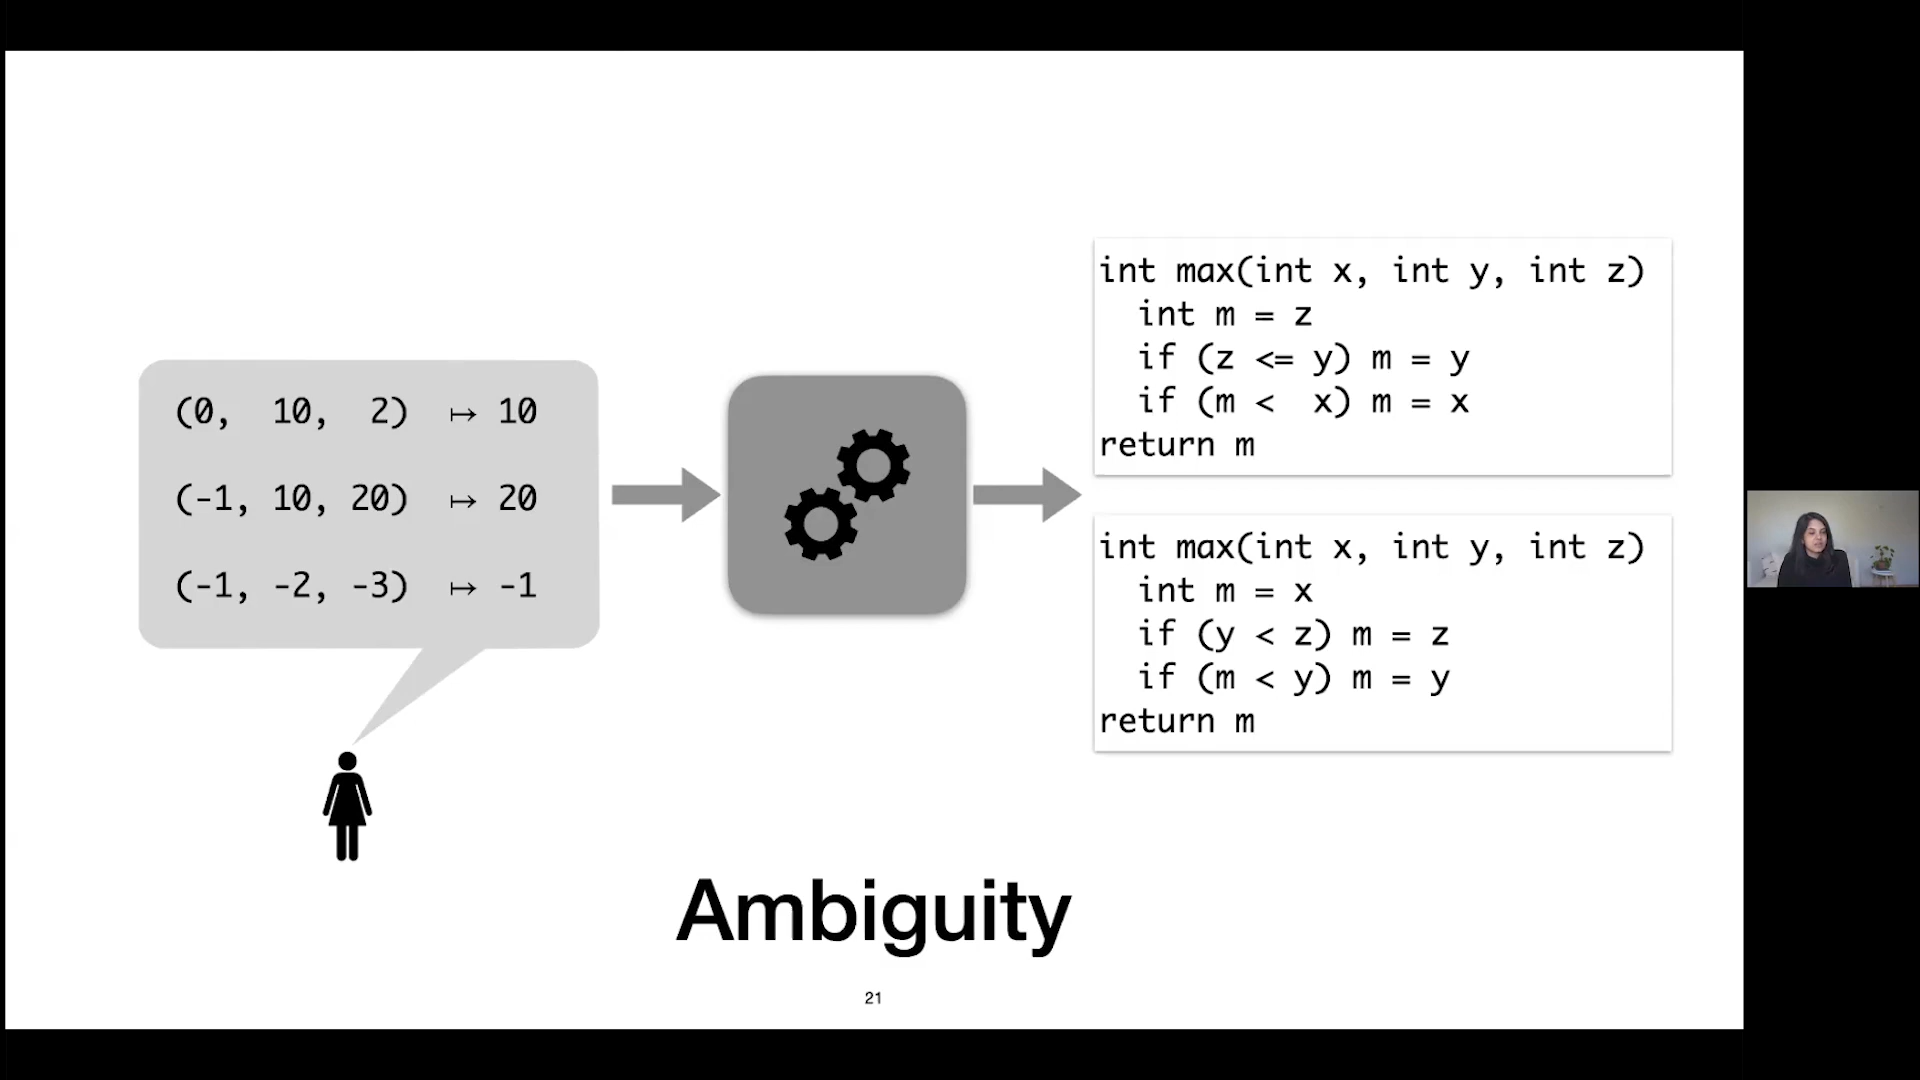 (0, 10, 2) ↦ 10
(-1, 10, 20) ↦ 20
(-1, -2, -3) ↦ -1
int max(int x, int y, int z)
int m = z
if (z <= y) m = y
if (m < x) m = x
return m
int max(int x, int y, int z)
int m = x
if (y < z) m = z
if (m < y) m = y
return m
Ambiguity
21